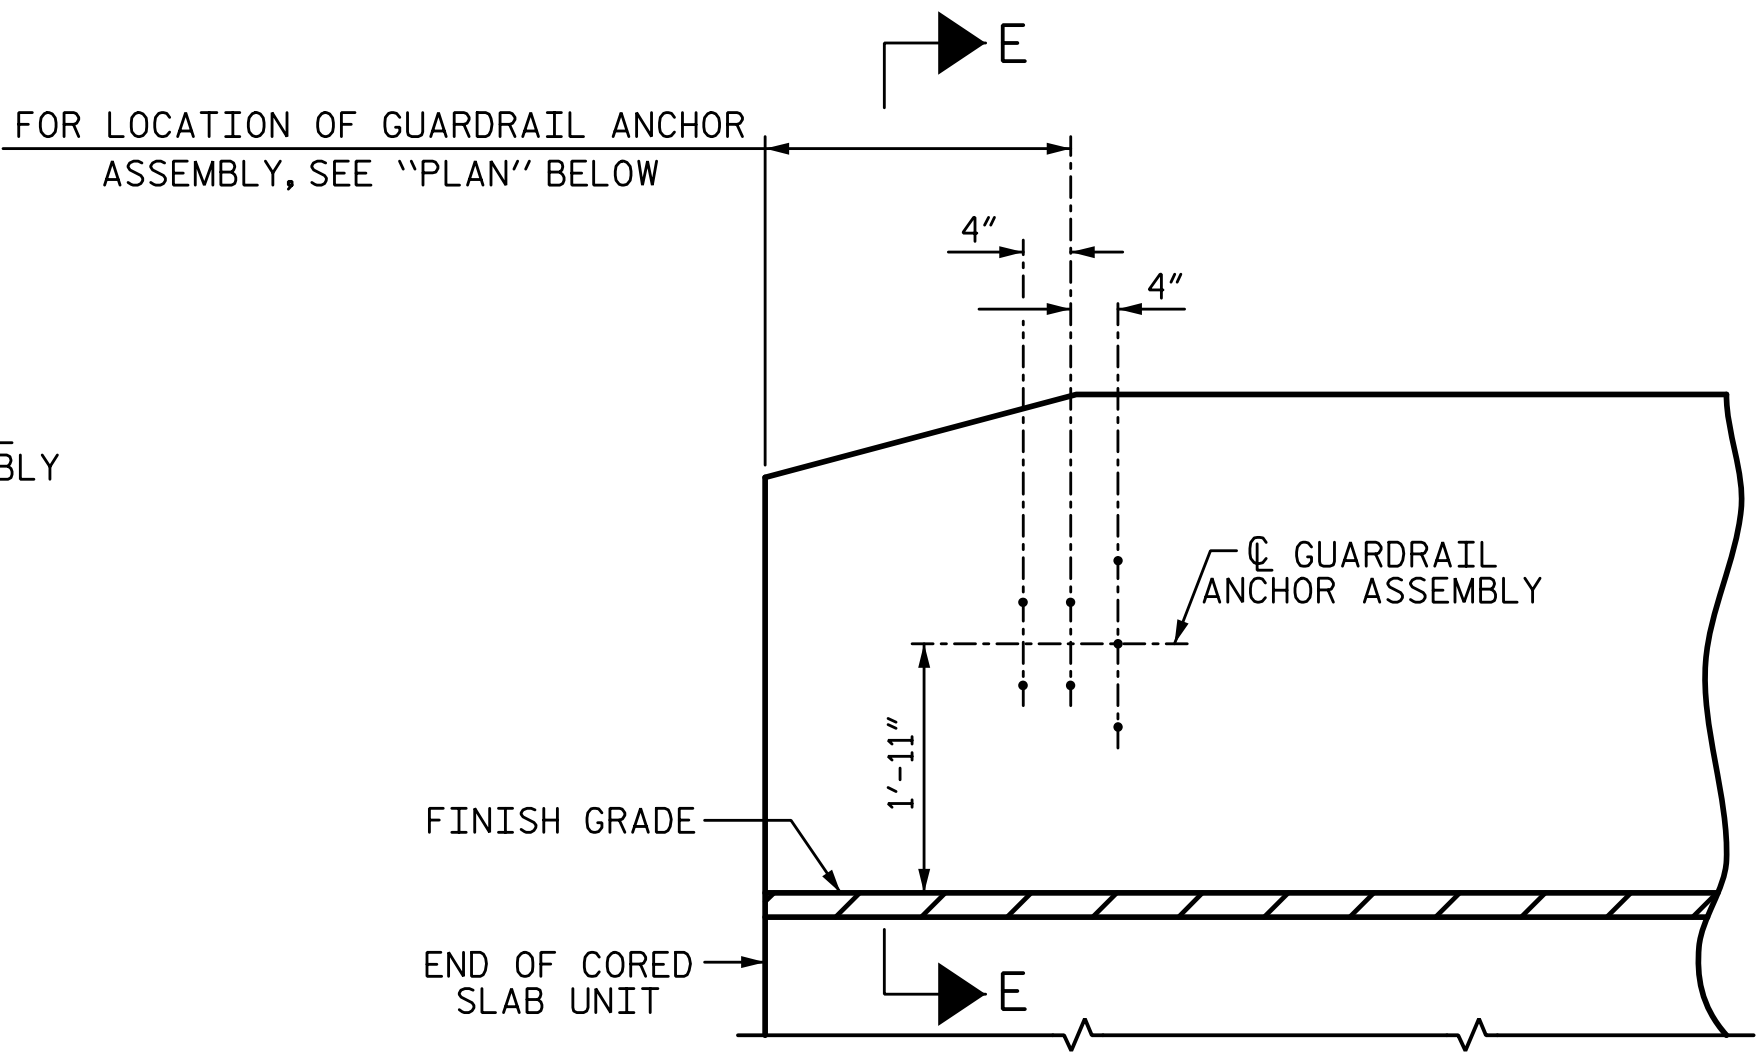 E
FOR LOCATION OF GUARDRAIL ANCHOR
ASSEMBLY, SEE "PLAN" BELOW
4"
4"
BLY
℄ GUARDRAIL
ANCHOR ASSEMBLY
1'-11"
FINISH GRADE
END OF CORED
SLAB UNIT
E